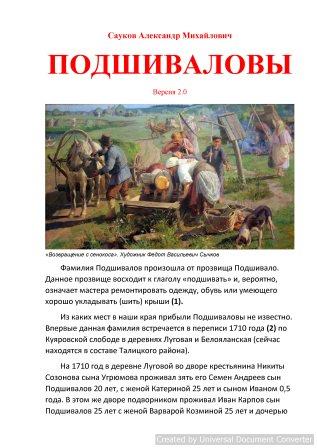 Сауков Александр Михайлович
ПОДШИВАЛОВЫ
Версия 2.0
«Возвращение с сенокоса». Художник Федот Васильевич Сычков
Фамилия Подшивалов произошла от прозвища Подшивало.
Данное прозвище восходит к глаголу «подшивать» и, вероятно,
означает мастера ремонтировать одежду, обувь или умеющего
хорошо укладывать (шить) крыши (1).
Из каких мест в наши края прибыли Подшиваловы не известно.
Впервые данная фамилия встречается в переписи 1710 года (2) по
Куяровской слободе в деревнях Луговая и Белояланская (сейчас
находятся в составе Талицкого района).
На 1710 год в деревне Луговой во дворе крестьянина Никиты
Созонова сына Угрюмова проживал зять его Семен Андреев сын
Подшивалов 20 лет, с женой Катериной 25 лет и сыном Иваном 0,5
года. В этом же дворе подворником проживал Иван Карпов сын
Подшивалов 25 лет с женой Варварой Козминой 25 лет и дочерью
Created by Universal Document Converter